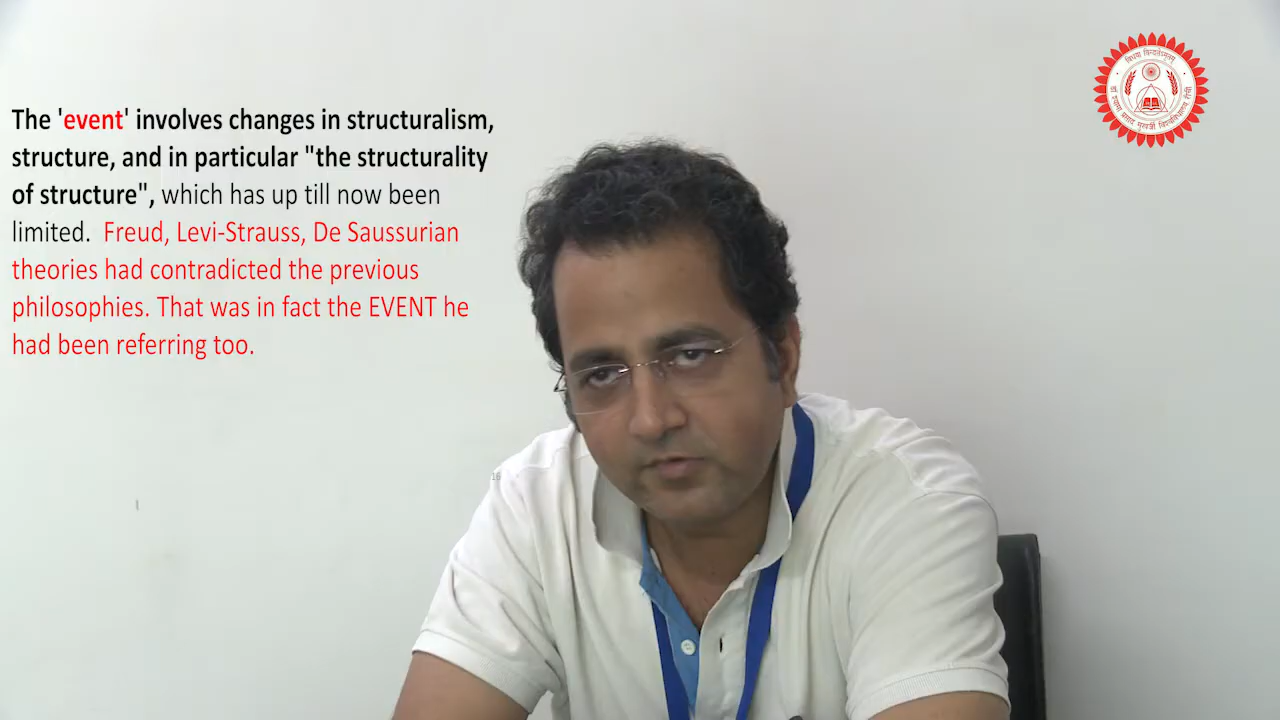 The 'event' involves changes in structuralism,
structure, and in particular "the structurality
of structure", which has up till now been
limited. Freud, Levi-Strauss, De Saussurian
theories had contradicted the previous
philosophies. That was in fact the EVENT he
had been referring too.
16